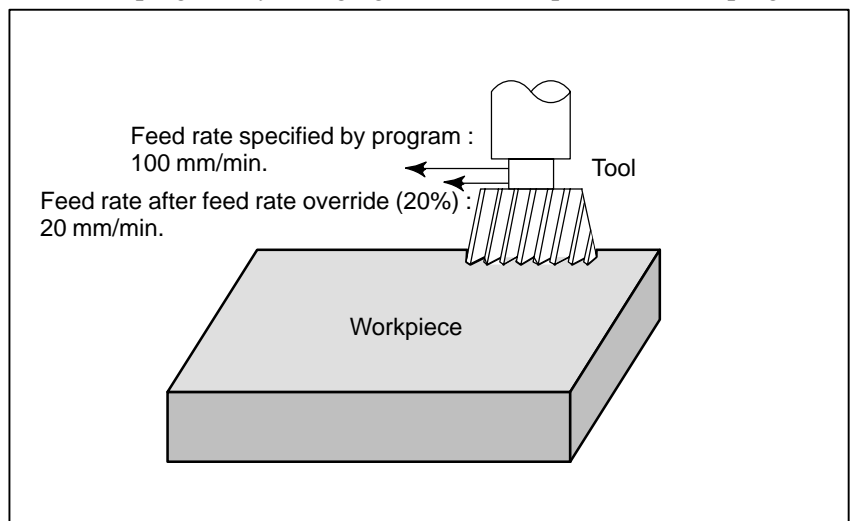 Feed rate specified by program :
100 mm/min.
Tool
Feed rate after feed rate override (20%) :
20 mm/min.
Workpiece